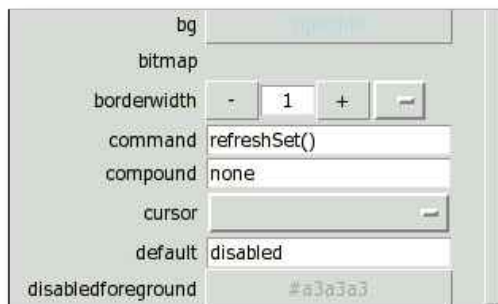 bg
bitmap
borderwidth - 1 +
command refreshSet()
compound none
cursor
default disabled
disabledforeground #a3a3a3